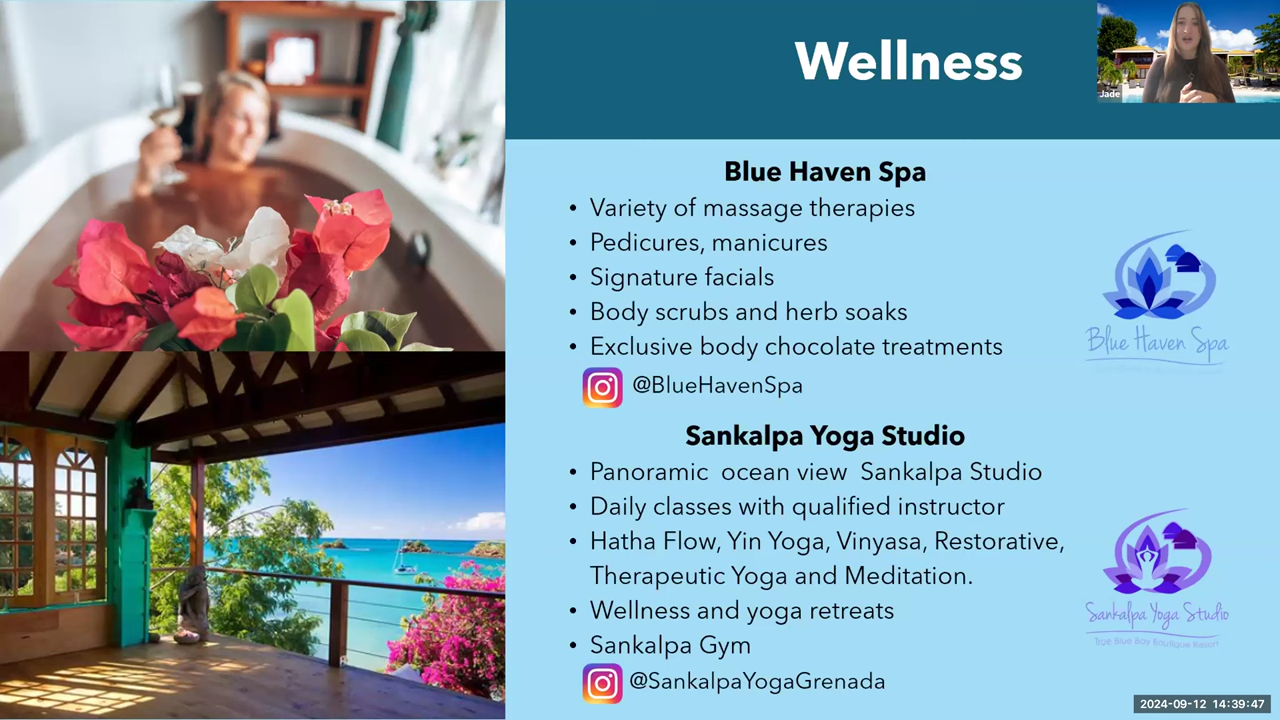 Wellness
Jade
Blue Haven Spa
• Variety of massage therapies
• Pedicures, manicures
• Signature facials
• Body scrubs and herb soaks
• Exclusive body chocolate treatments
@BlueHavenSpa
Blue Haven Spa
Sankalpa Yoga Studio
• Panoramic ocean view Sankalpa Studio
• Daily classes with qualified instructor
• Hatha Flow, Yin Yoga, Vinyasa, Restorative,
Therapeutic Yoga and Meditation.
• Wellness and yoga retreats
• Sankalpa Gym
@SankalpaYogaGrenada
Sankalpa Yoga Studio
True Blue Bay Boutique Resort
2024-09-12 14:39:47